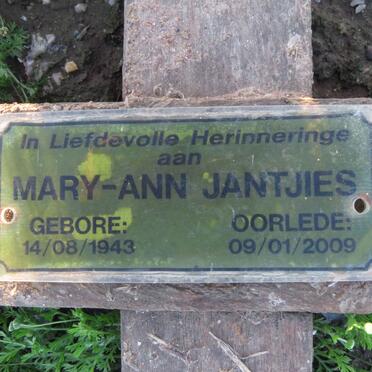 In Liefdevolle Herinneringe
aan
MARY-ANN JANTJIES
GEBORE: OORLEDE:
14/08/1943 09/01/2009